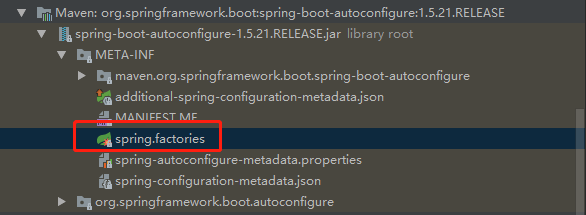 Maven: org.springframework.boot:spring-boot-autoconfigure:1.5.21.RELEASE
spring-boot-autoconfigure-1.5.21.RELEASE.jar library root
META-INF
maven.org.springframework.boot.spring-boot-autoconfigure
additional-spring-configuration-metadata.json
MANIFEST.MF
spring.factories
spring-autoconfigure-metadata.properties
spring-configuration-metadata.json
org.springframework.boot.autoconfigure